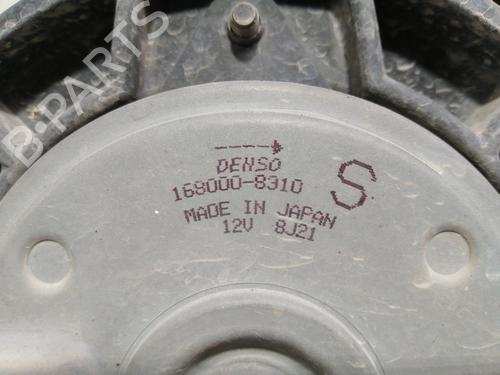 B-PARTS
DENSO
168000-8310
S
MADE IN JAPAN
12V 8J21